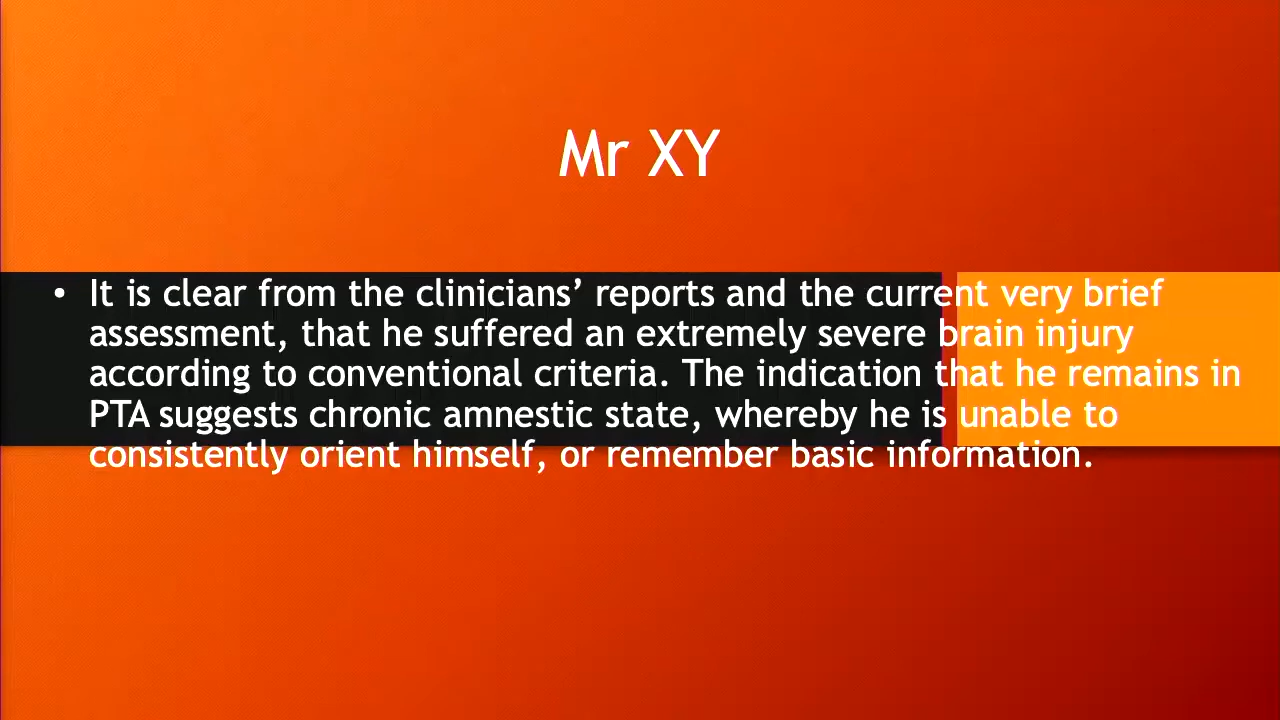 Mr XY
• It is clear from the clinicians’ reports and the current very brief
assessment, that he suffered an extremely severe brain injury
according to conventional criteria. The indication that he remains in
PTA suggests chronic amnestic state, whereby he is unable to
consistently orient himself, or remember basic information.